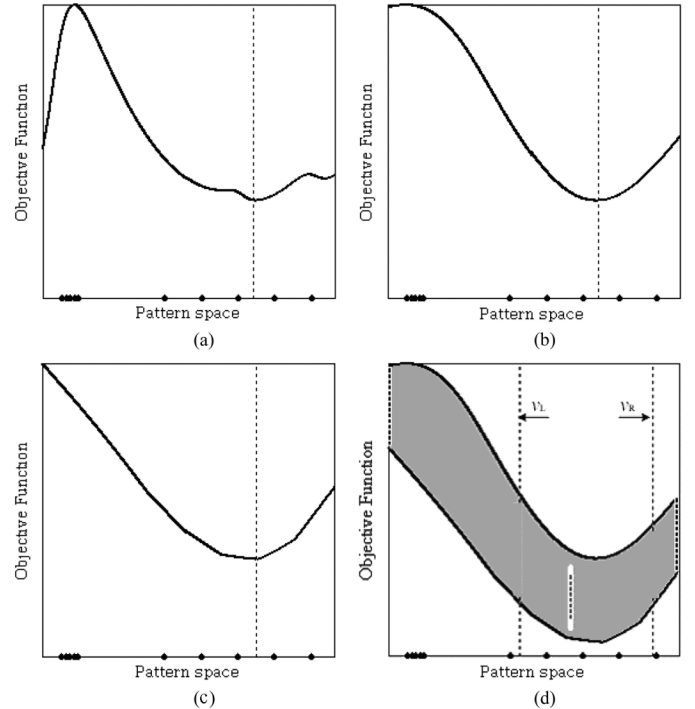 Objective Function
Pattern space
(a)
Objective Function
Pattern space
(b)
Objective Function
Pattern space
(c)
Objective Function
vL
vR
Pattern space
(d)